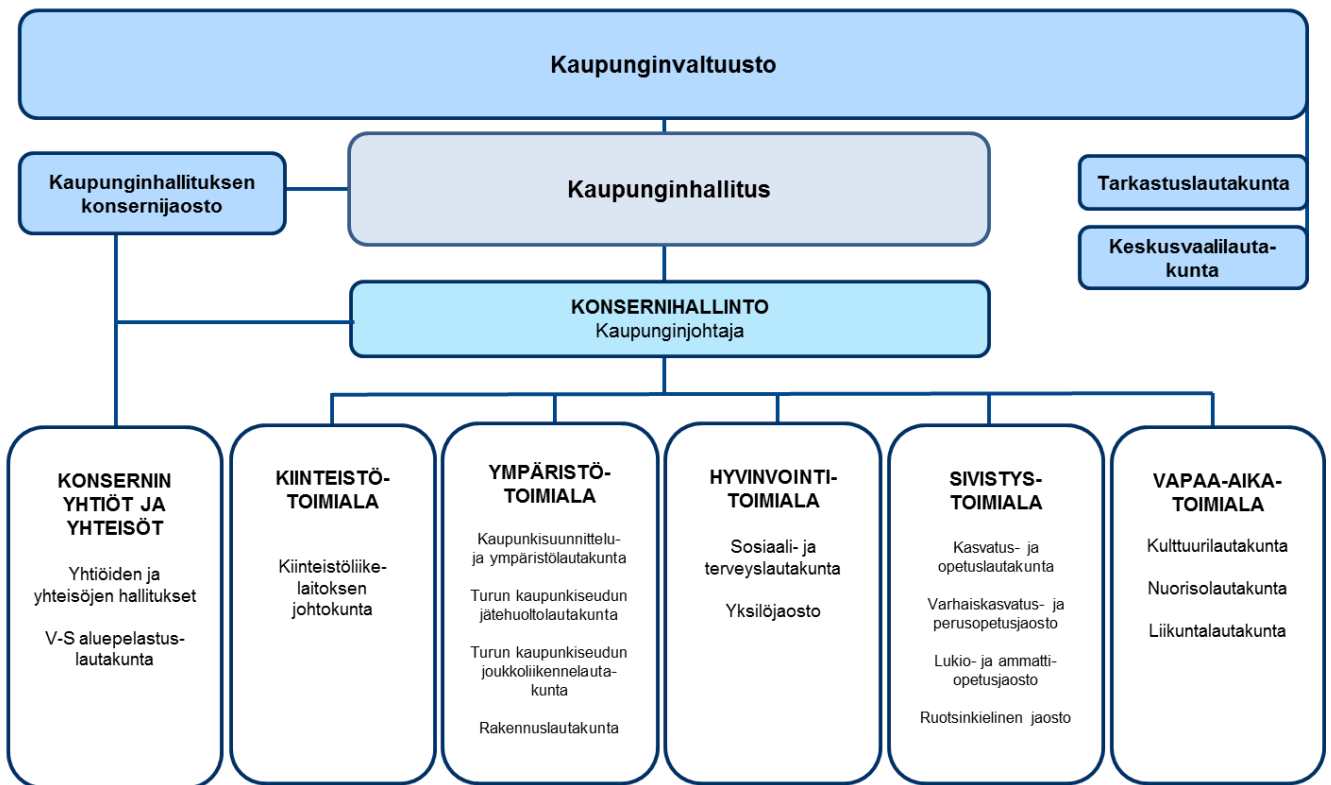 Kaupunginvaltuusto
Kaupunginhallituksen
konsernijaosto
Kaupunginhallitus
Tarkastuslautakunta
Keskusvaalilauta-
kunta
KONSERNIHALLINTO
Kaupunginjohtaja
KONSERNIN
YHTIÖT JA
YHTEISÖT
Yhtiöiden ja
yhteisöjen hallitukset
V-S aluepelastus-
lautakunta
KIINTEISTÖ-
TOIMIALA
Kiinteistöliike-
laitoksen
johtokunta
YMPÄRISTÖ-
TOIMIALA
Kaupunkisuunnittelu-
ja ympäristölautakunta
Turun kaupunkiseudun
jätehuoltolautakunta
Turun kaupunkiseudun
joukkoliikennelauta-
kunta
Rakennuslautakunta
HYVINVOINTI-
TOIMIALA
Sosiaali- ja
terveyslautakunta
Yksilöjaosto
SIVISTYS-
TOIMIALA
Kasvatus- ja
opetuslautakunta
Varhaiskasvatus- ja
perusopetusjaosto
Lukio- ja ammatti-
opetusjaosto
Ruotsinkielinen jaosto
VAPAA-AIKA-
TOIMIALA
Kulttuurilautakunta
Nuorisolautakunta
Liikuntalautakunta